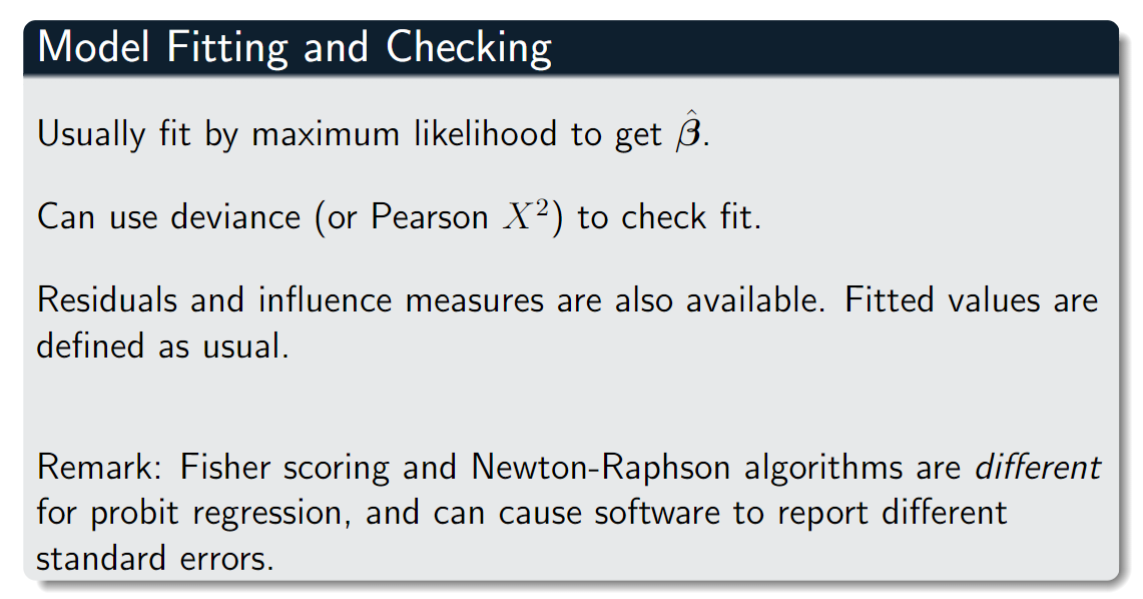 Model Fitting and Checking
Usually fit by maximum likelihood to get $\hat{\boldsymbol{\beta}}$.
Can use deviance (or Pearson $X^2$) to check fit.
Residuals and influence measures are also available. Fitted values are
defined as usual.
Remark: Fisher scoring and Newton-Raphson algorithms are different
for probit regression, and can cause software to report different
standard errors.